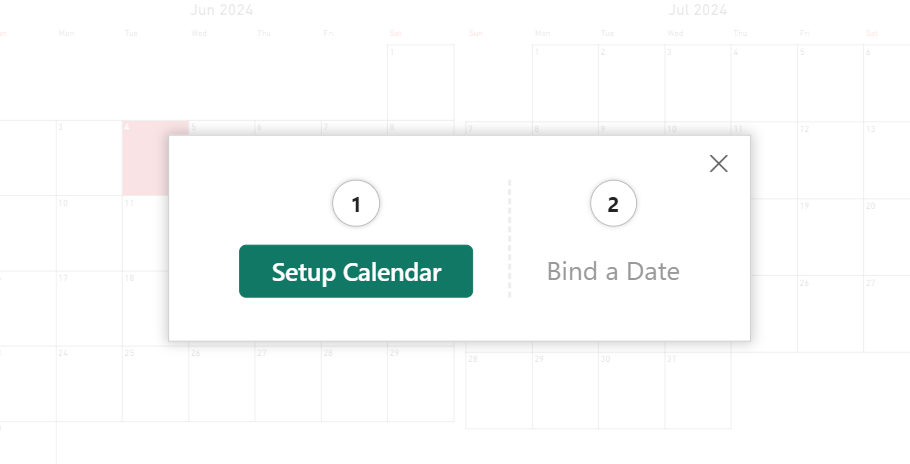 Jun 2024
Jul 2024
Mon Tue Wed Thu Fri Sat
Sun Mon Tue Wed Thu Fri Sat
1
1 2 3 4 5 6
3 4 5 6 7 8
7 8 9 10 11 12 13
1
2
10 11
19 20
Setup Calendar
Bind a Date
17 18
26 27
24 25 26 27 28 29
28 29 30 31